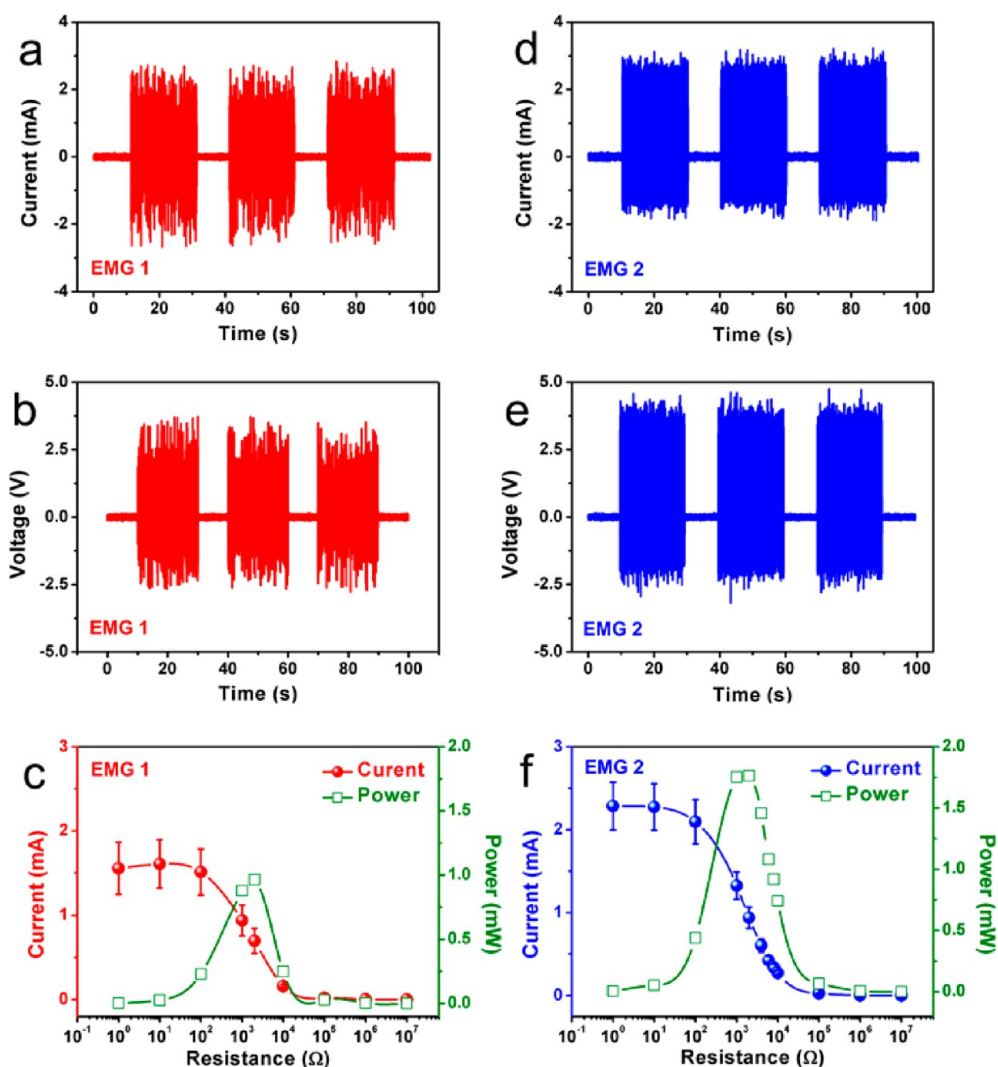 a
Current (mA)
4
2
0
-2
-4
EMG 1
0 20 40 60 80 100
Time (s)
d
Current (mA)
4
2
0
-2
-4
EMG 2
0 20 40 60 80 100
Time (s)
b
Voltage (V)
5.0
2.5
0.0
-2.5
-5.0
EMG 1
0 20 40 60 80 100
Time (s)
e
Voltage (V)
5.0
2.5
0.0
-2.5
-5.0
EMG 2
0 20 40 60 80 100
Time (s)
c
EMG 1
Curent
Power
Current (mA)
3
2
1
0
Power (mW)
2.0
1.5
1.0
0.5
0.0
10⁻¹ 10⁰ 10¹ 10² 10³ 10⁴ 10⁵ 10⁶ 10⁷
Resistance (Ω)
f
EMG 2
Current
Power
Current (mA)
3
2
1
0
Power (mW)
2.0
1.5
1.0
0.5
0.0
10⁻¹ 10⁰ 10¹ 10² 10³ 10⁴ 10⁵ 10⁶ 10⁷
Resistance (Ω)